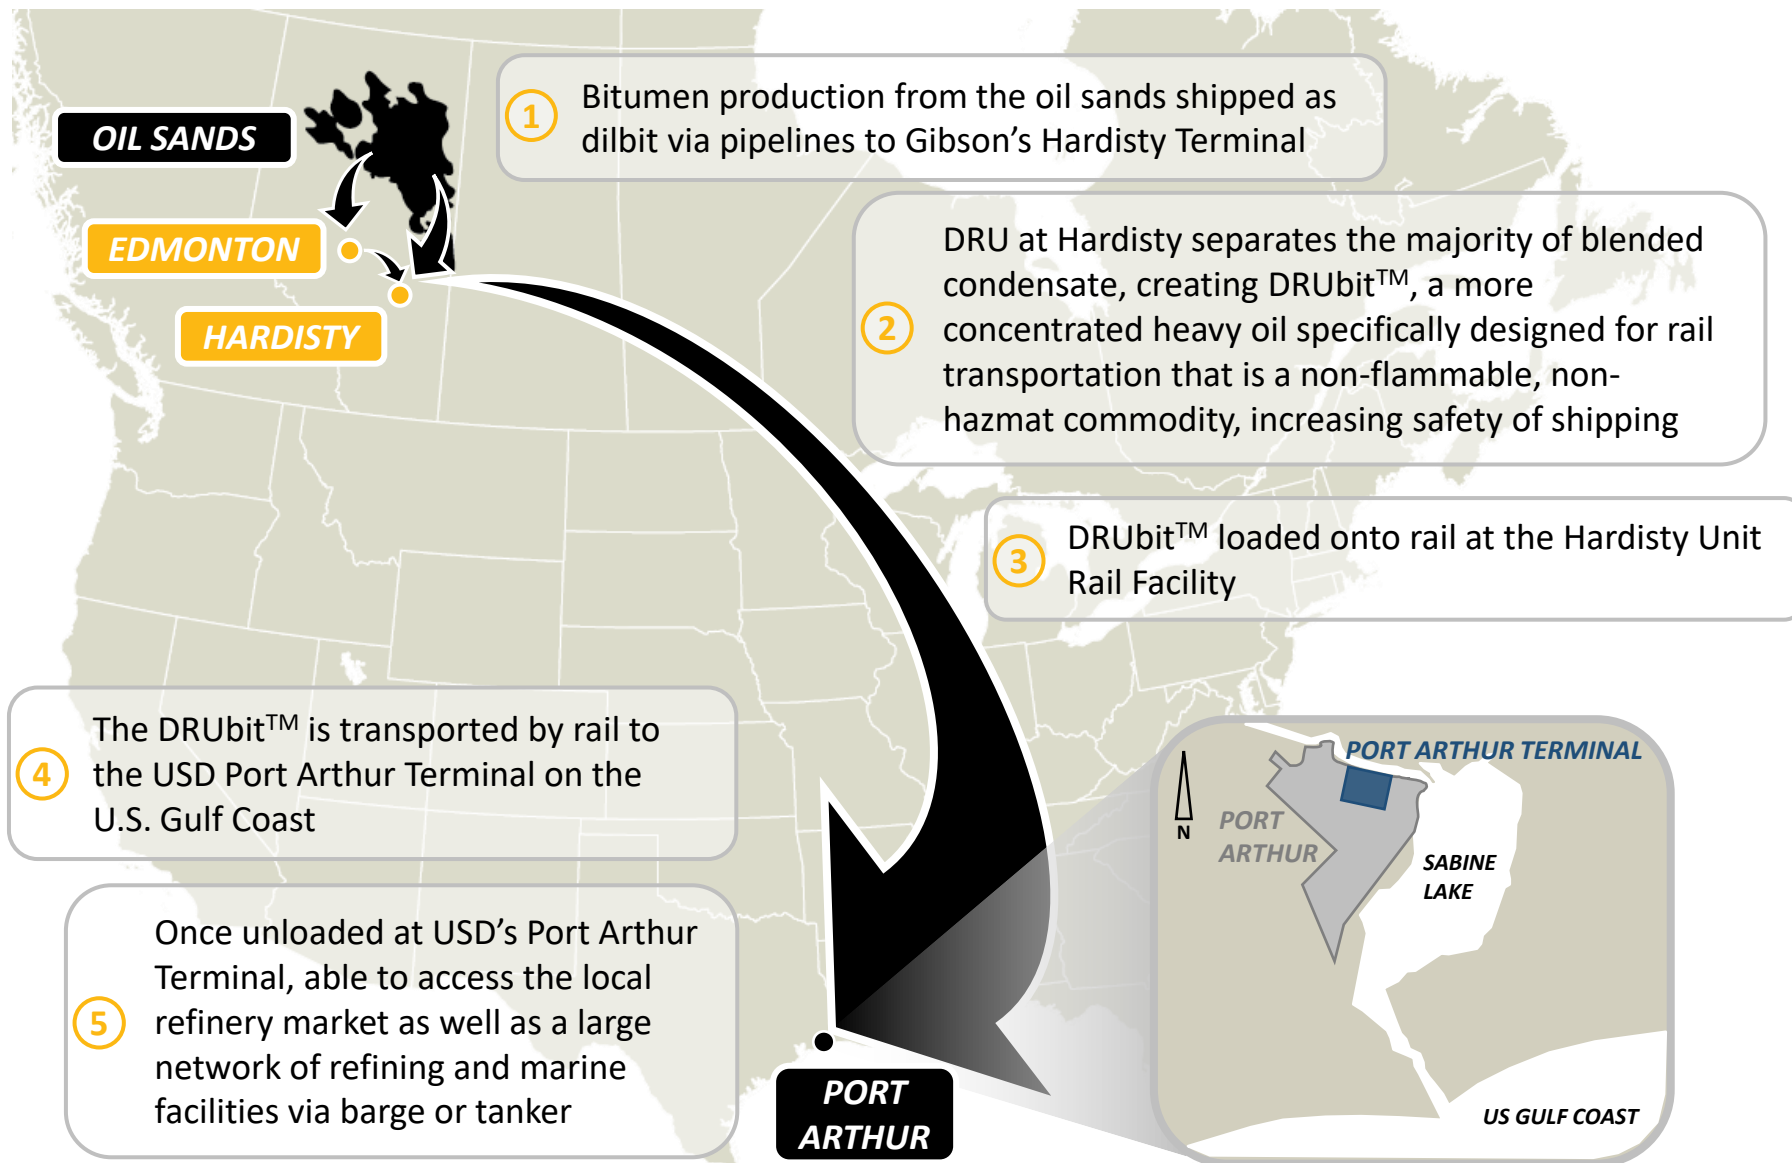 OIL SANDS
EDMONTON
HARDISTY
1
Bitumen production from the oil sands shipped as
dilbit via pipelines to Gibson’s Hardisty Terminal
2
DRU at Hardisty separates the majority of blended
condensate, creating DRUbit™, a more
concentrated heavy oil specifically designed for rail
transportation that is a non-flammable, non-
hazmat commodity, increasing safety of shipping
3
DRUbit™ loaded onto rail at the Hardisty Unit
Rail Facility
4
The DRUbit™ is transported by rail to
the USD Port Arthur Terminal on the
U.S. Gulf Coast
5
Once unloaded at USD’s Port Arthur
Terminal, able to access the local
refinery market as well as a large
network of refining and marine
facilities via barge or tanker
PORT
ARTHUR
PORT ARTHUR TERMINAL
N
PORT
ARTHUR
SABINE
LAKE
US GULF COAST